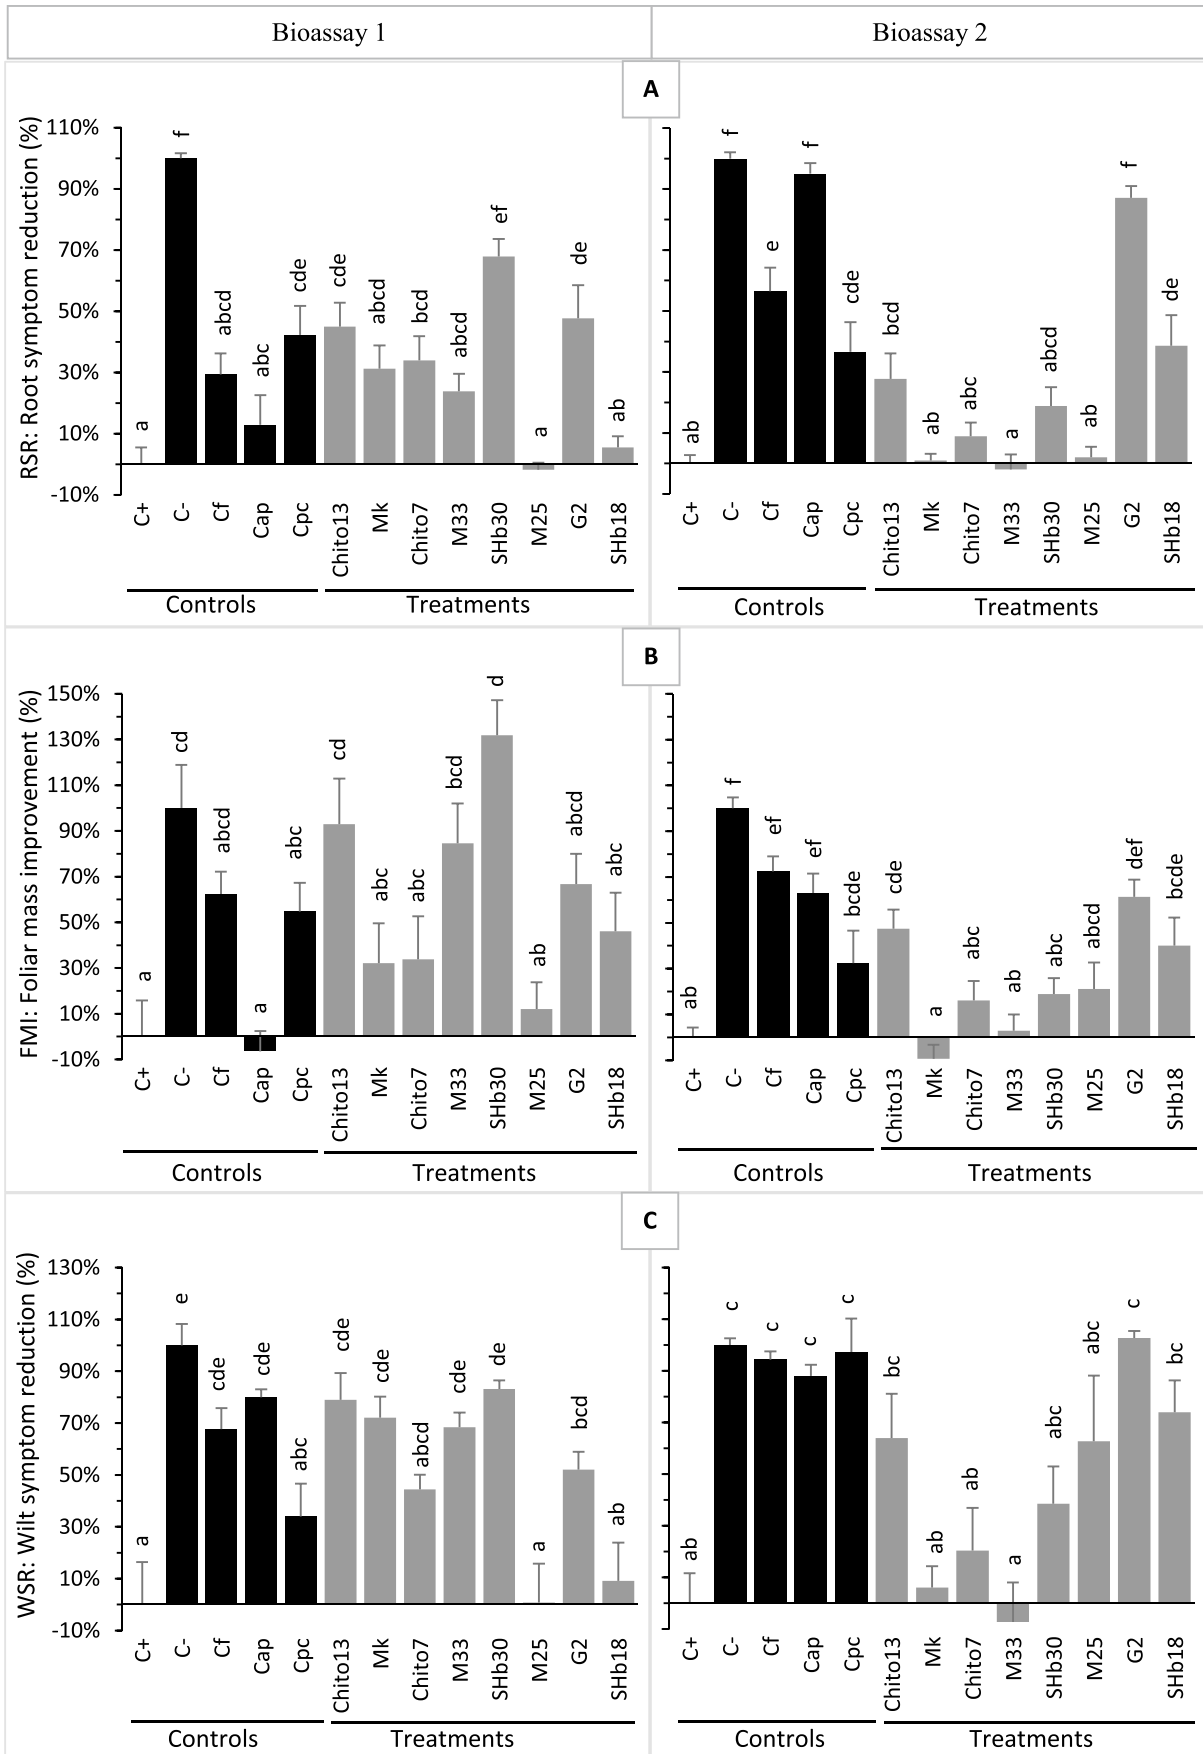 Bioassay 1
Bioassay 2
A
RSR: Root symptom reduction (%)
110%
90%
70%
50%
30%
10%
-10%
a
f
abcd
abc
cde
cde
abcd
bcd
abcd
ef
a
de
ab
C+
C-
Cf
Cap
Cpc
Chito13
Mk
Chito7
M33
SHb30
M25
G2
SHb18
Controls
Treatments
ab
f
e
f
cde
bcd
ab
abc
a
abcd
ab
f
de
C+
C-
Cf
Cap
Cpc
Chito13
Mk
Chito7
M33
SHb30
M25
G2
SHb18
Controls
Treatments
B
FMI: Foliar mass improvement (%)
150%
130%
110%
90%
70%
50%
30%
10%
-10%
a
cd
abcd
a
abc
cd
abc
abc
bcd
d
ab
abcd
abc
C+
C-
Cf
Cap
Cpc
Chito13
Mk
Chito7
M33
SHb30
M25
G2
SHb18
Controls
Treatments
ab
f
ef
ef
bcde
cde
a
abc
ab
abc
abcd
def
bcde
C+
C-
Cf
Cap
Cpc
Chito13
Mk
Chito7
M33
SHb30
M25
G2
SHb18
Controls
Treatments
C
WSR: Wilt symptom reduction (%)
130%
110%
90%
70%
50%
30%
10%
-10%
a
e
cde
cde
abc
cde
cde
abcd
cde
de
a
bcd
ab
C+
C-
Cf
Cap
Cpc
Chito13
Mk
Chito7
M33
SHb30
M25
G2
SHb18
Controls
Treatments
ab
c
c
c
c
bc
ab
ab
a
abc
abc
c
bc
C+
C-
Cf
Cap
Cpc
Chito13
Mk
Chito7
M33
SHb30
M25
G2
SHb18
Controls
Treatments